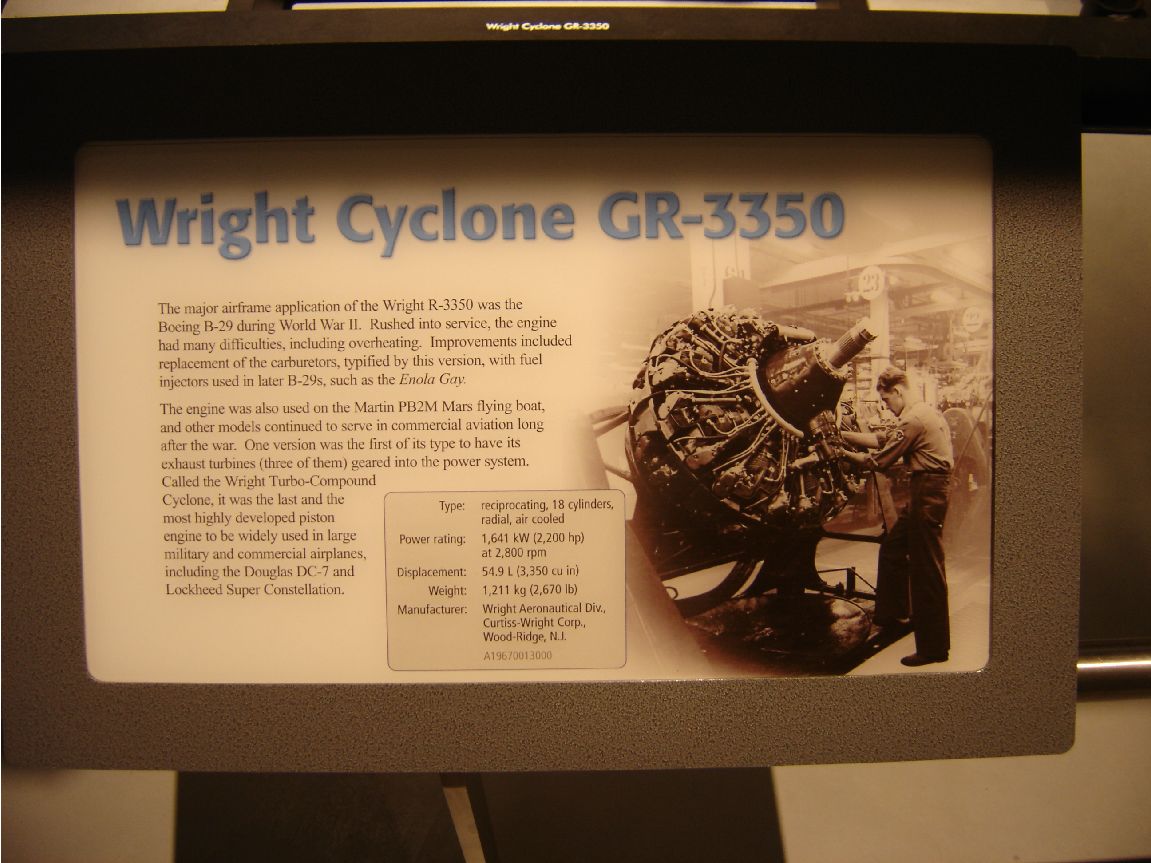 Wright Cyclone GR-3350
Wright Cyclone GR-3350
The major airframe application of the Wright R-3350 was the
Boeing B-29 during World War II. Rushed into service, the engine
had many difficulties, including overheating. Improvements included
replacement of the carburetors, typified by this version, with fuel
injectors used in later B-29s, such as the Enola Gay.
The engine was also used on the Martin PB2M Mars flying boat,
and other models continued to serve in commercial aviation long
after the war. One version was the first of its type to have its
exhaust turbines (three of them) geared into the power system.
Called the Wright Turbo-Compound
Cyclone, it was the last and the
most highly developed piston
engine to be widely used in large
military and commercial airplanes,
including the Douglas DC-7 and
Lockheed Super Constellation.
Type: reciprocating, 18 cylinders,
radial, air cooled
Power rating: 1,641 kW (2,200 hp)
at 2,800 rpm
Displacement: 54.9 L (3,350 cu in)
Weight: 1,211 kg (2,670 lb)
Manufacturer: Wright Aeronautical Div.,
Curtiss-Wright Corp.,
Wood-Ridge, N.J.
A19670013000
23
22